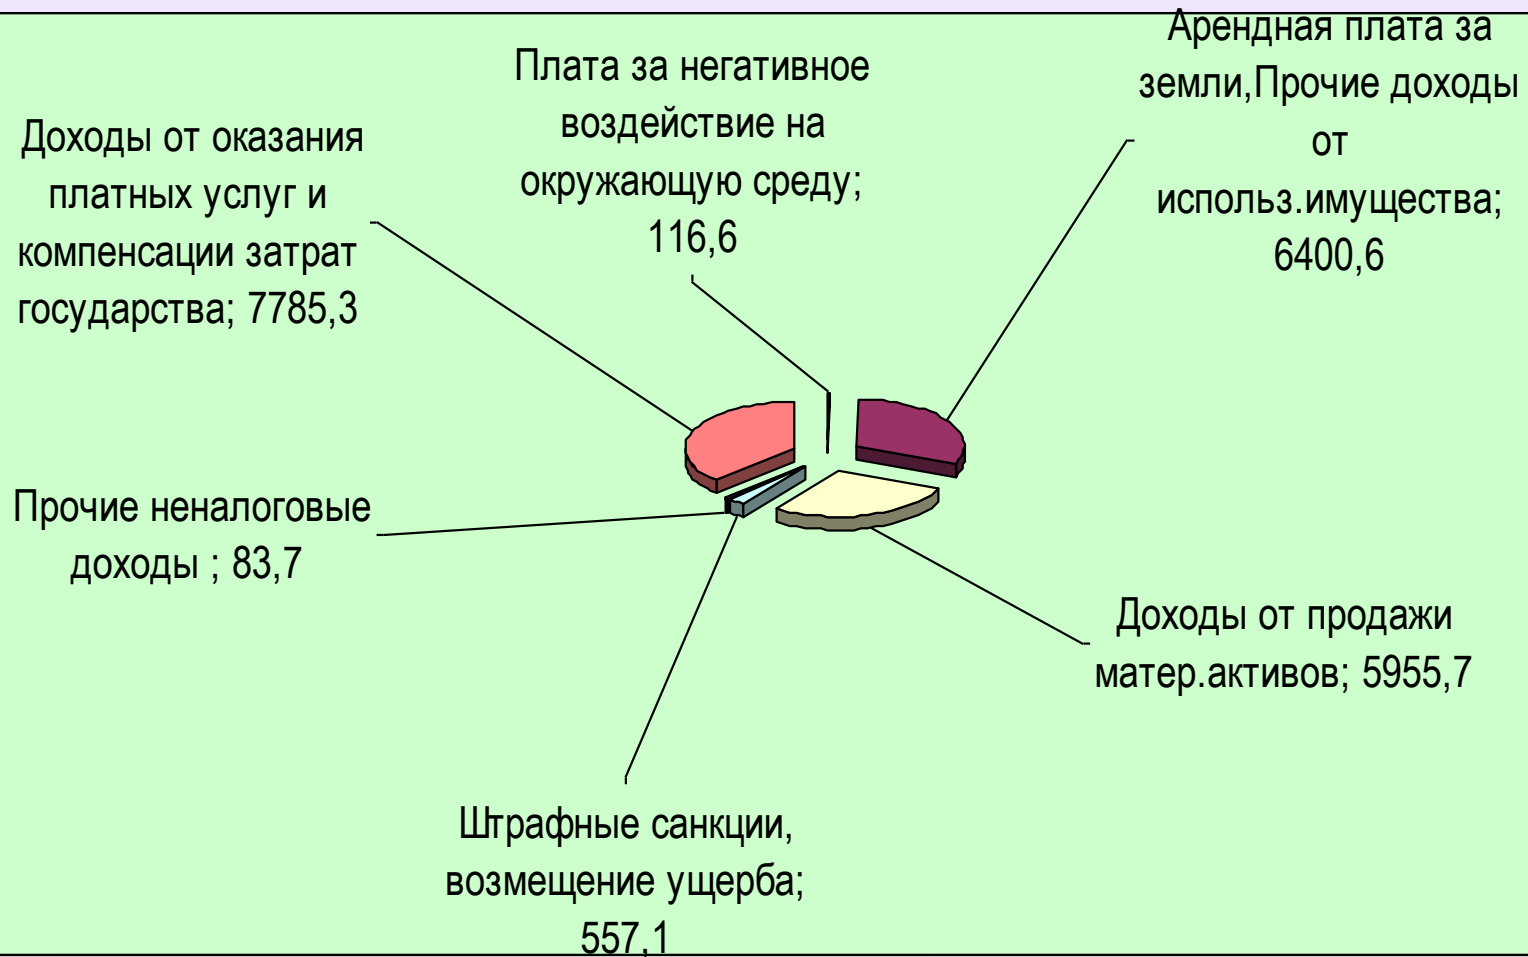 Плата за негативное
воздействие на
окружающую среду;
116,6
Арендная плата за
земли,Прочие доходы
от
использ.имущества;
6400,6
Доходы от оказания
платных услуг и
компенсации затрат
государства; 7785,3
Прочие неналоговые
доходы ; 83,7
Доходы от продажи
матер.активов; 5955,7
Штрафные санкции,
возмещение ущерба;
557,1